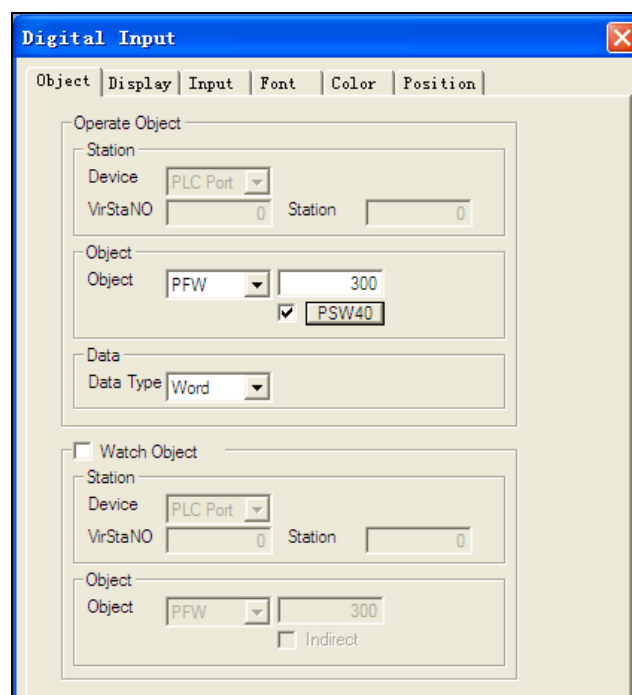 Digital Input
Object Display Input Font Color Position
Operate Object
Station
Device PLC Port
VirStaNO 0 Station 0
Object
Object PFW 300
PSW40
Data
Data Type Word
Watch Object
Station
Device PLC Port
VirStaNO 0 Station 0
Object
Object PFW 300
Indirect